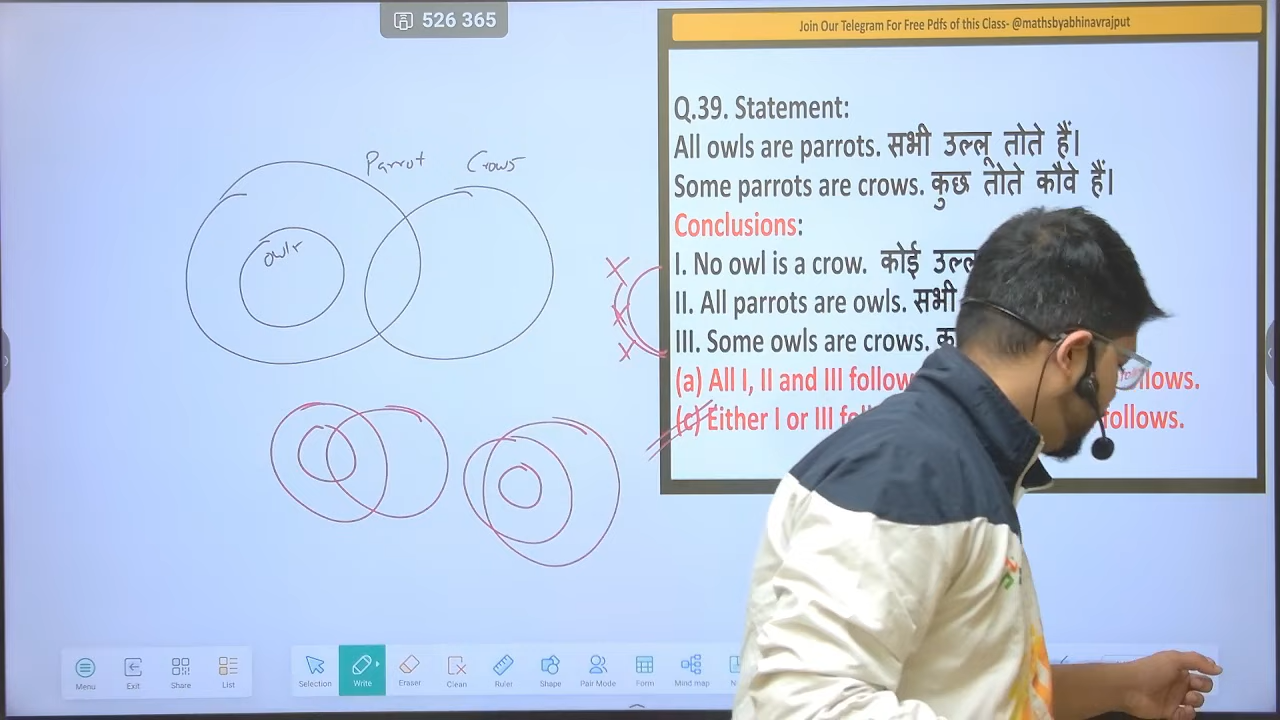 526 365
Join Our Telegram For Free Pdfs of this Class- @mathsbyabhinavrajput
Q.39. Statement:
All owls are parrots. सभी उल्लू तोते हैं।
Some parrots are crows. कुछ तोते कौवे हैं।
Conclusions:
I. No owl is a crow. कोई
II. All parrots are owls. सभी
III. Some owls are crows.
(a) All I, II and III follow
(c) Either I or III follows.
Parrot Crows
owls
Menu Exit Share List Selection Write Eraser Clean Ruler Shape Pair Mode Form Mind map